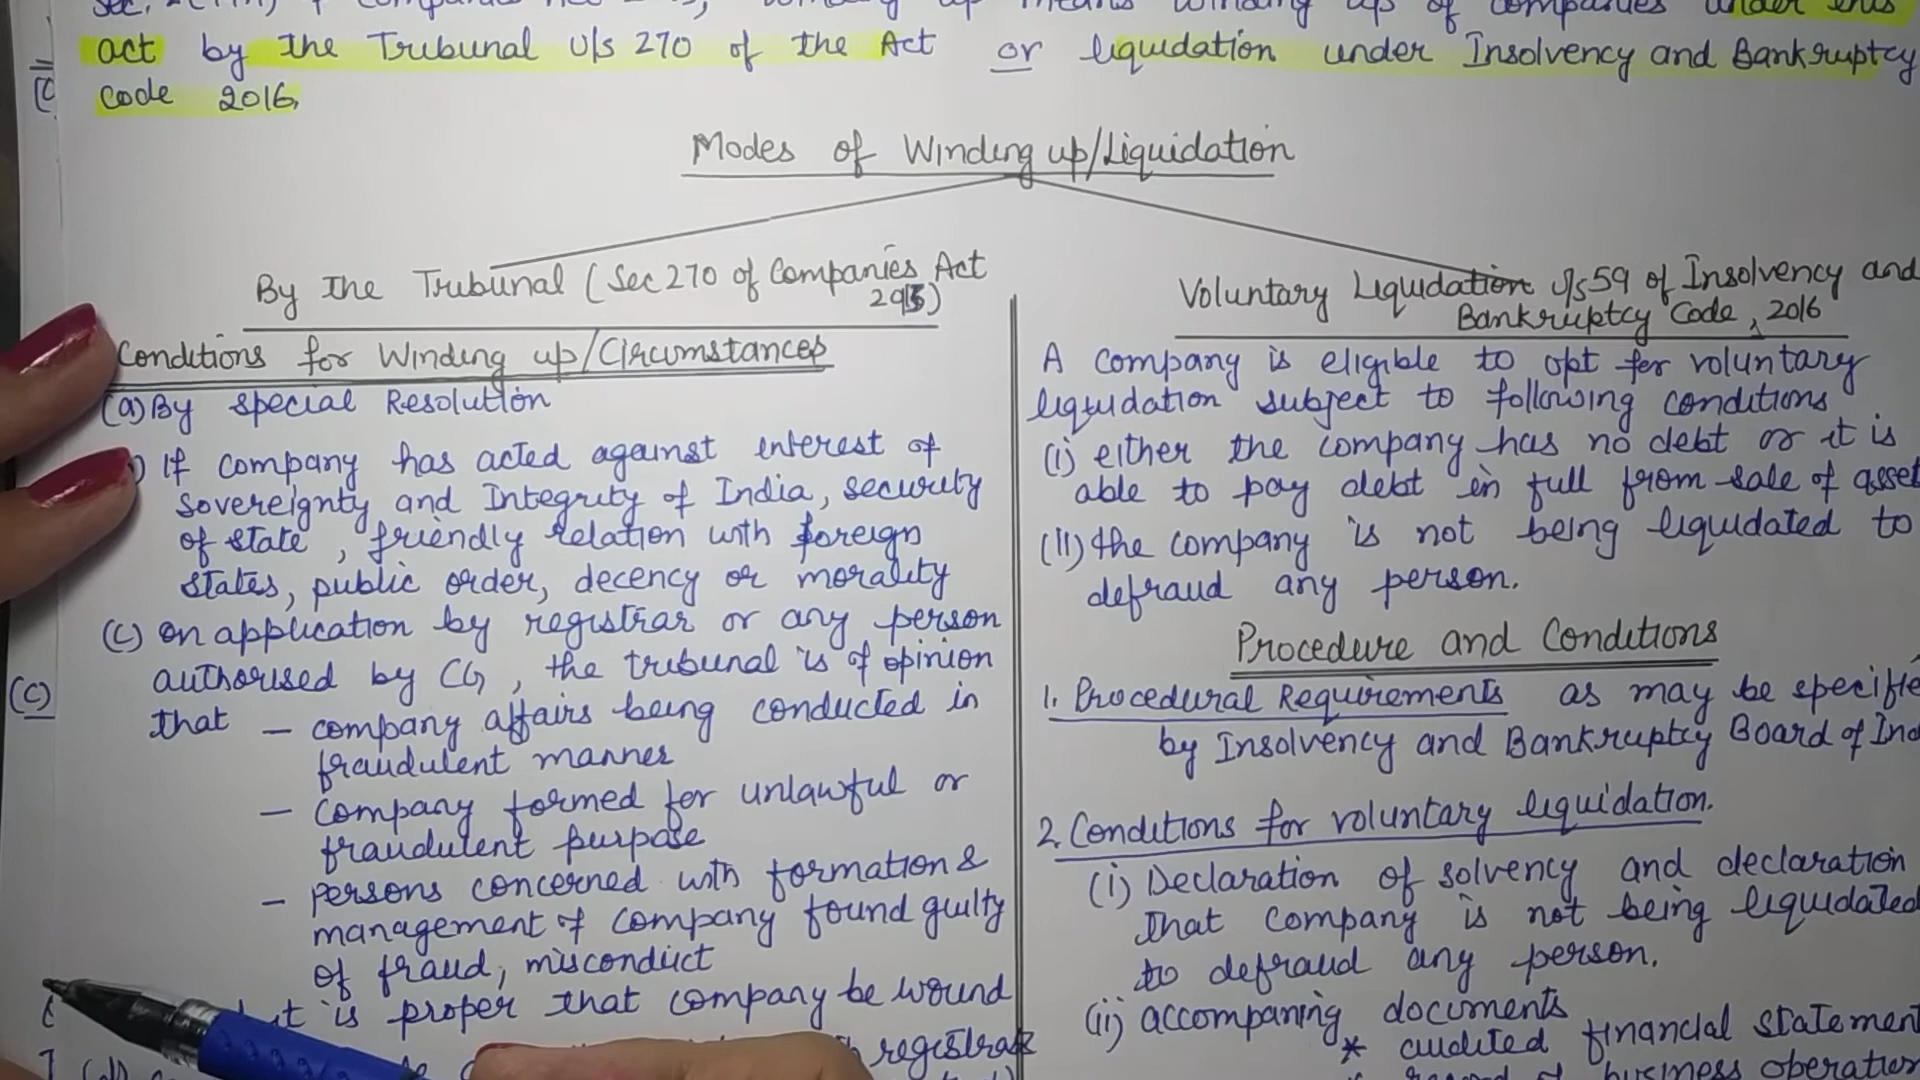 act by the Tribunal u/s 270 of the Act or liquidation under Insolvency and Bankruptcy
Code 2016.
Modes of Winding up/Liquidation
By the Tribunal (Sec 270 of Companies Act
2013)
Conditions for Winding up/Circumstances
(a) By special Resolution
) If company has acted against interest of
sovereignty and Integrity of India, security
of state, friendly relation with foreign
states, public order, decency or morality
(c) on application by registrar or any person
authorised by CG, the tribunal is of opinion
that – company affairs being conducted in
fraudulent manner
– company formed for unlawful or
fraudulent purpose
– persons concerned with formation &
management of company found guilty
of fraud, misconduct
it is proper that company be wound
registrar
(c)
Voluntary Liquidation u/s 59 of Insolvency and
Bankruptcy Code, 2016
A company is eligible to opt for voluntary
liquidation subject to following conditions
(i) either the company has no debt or it is
able to pay debt in full from sale of asset
(ii) the company is not being liquidated to
defraud any person.
Procedure and Conditions
1. Procedural Requirements as may be specifie
by Insolvency and Bankruptcy Board of Ind
2. Conditions for voluntary liquidation.
(i) Declaration of solvency and declaration
that company is not being liquidated
to defraud any person.
(ii) accompaning documents
* audited financial statement
business operation